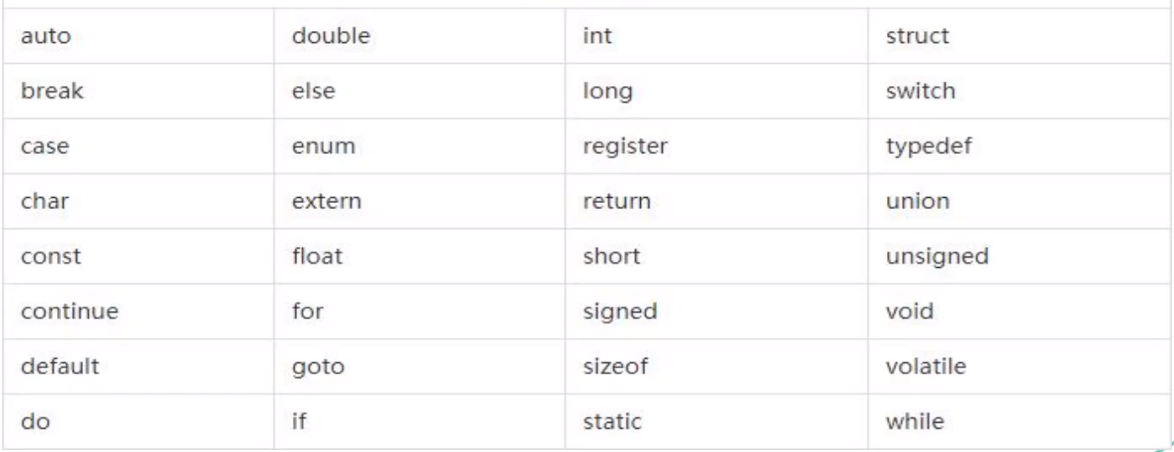 auto double int struct
break else long switch
case enum register typedef
char extern return union
const float short unsigned
continue for signed void
default goto sizeof volatile
do if static while